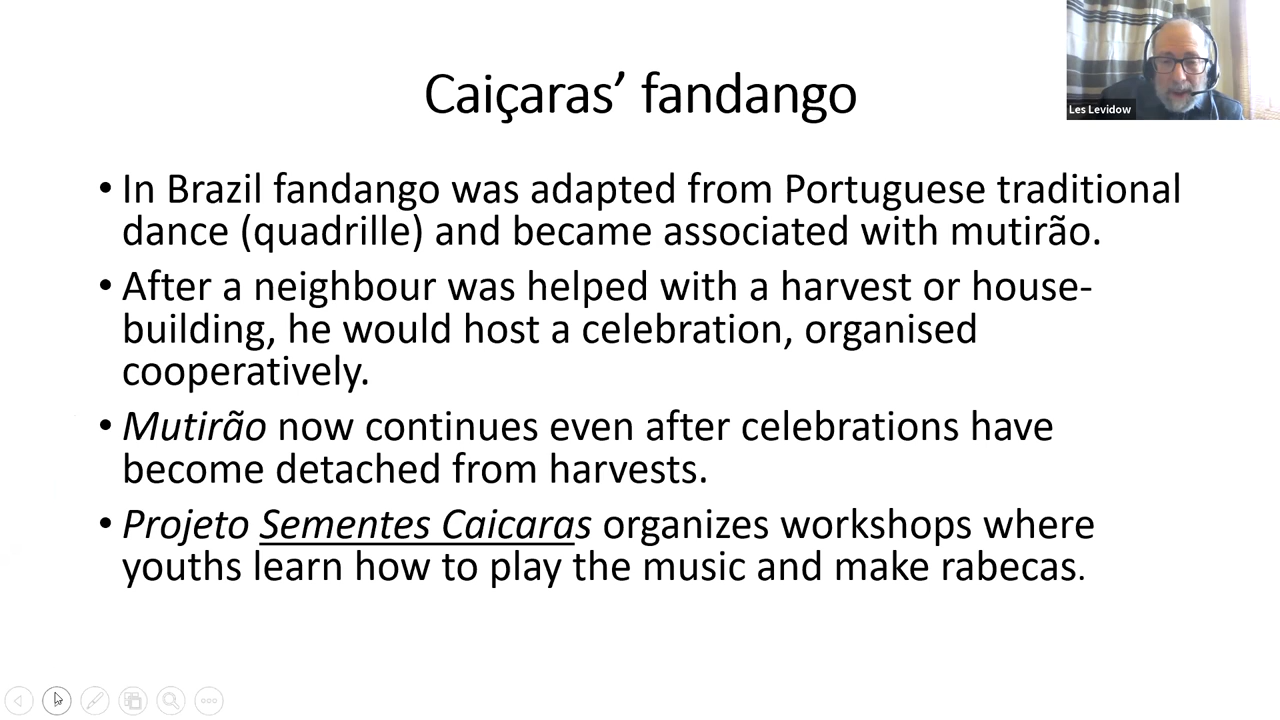 Caiçaras’ fandango
Les Levidow
• In Brazil fandango was adapted from Portuguese traditional
dance (quadrille) and became associated with mutirão.
• After a neighbour was helped with a harvest or house-
building, he would host a celebration, organised
cooperatively.
• Mutirão now continues even after celebrations have
become detached from harvests.
• Projeto Sementes Caicaras organizes workshops where
youths learn how to play the music and make rabecas.